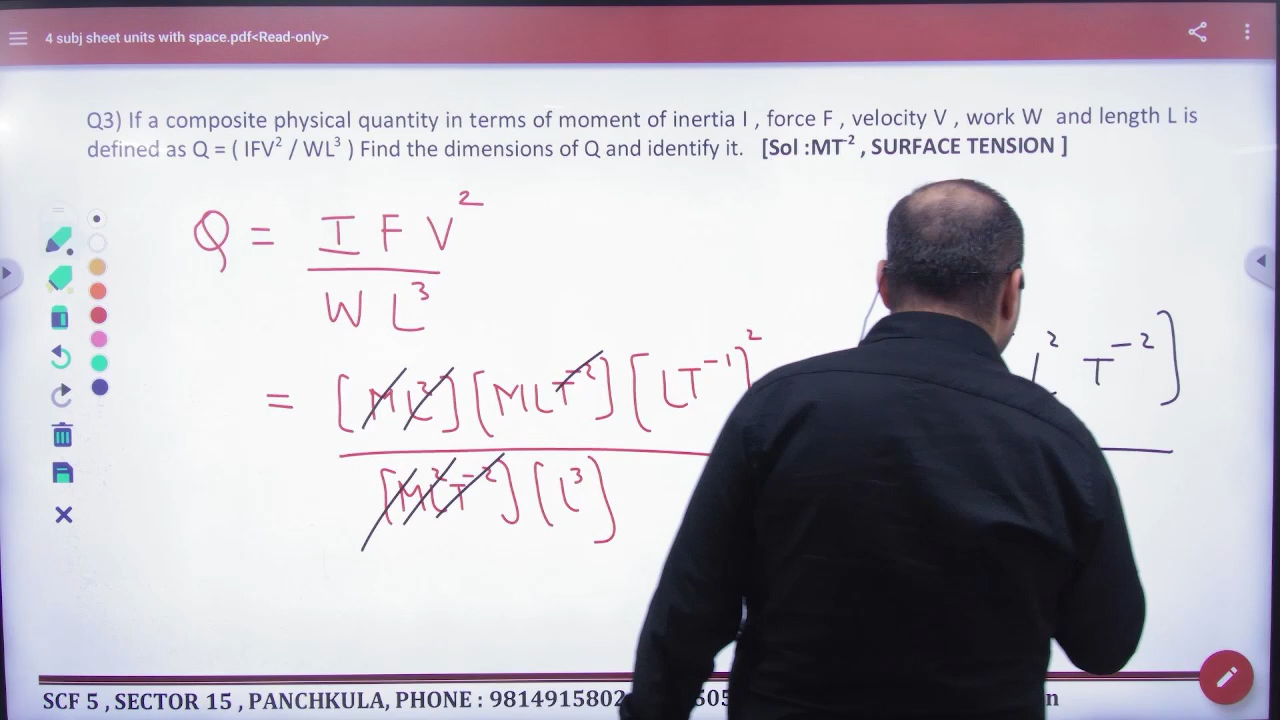 4 subj sheet units with space.pdf<Read-only>
Q3) If a composite physical quantity in terms of moment of inertia I , force F , velocity V , work W and length L is
defined as Q = ( IFV² / WL³ ) Find the dimensions of Q and identify it. [Sol :MT⁻² , SURFACE TENSION ]
Q = I F V²
W L³
= [ML²] [MLT⁻²] [LT⁻¹]² L² T⁻²]
[ML²T⁻²] [L³]
SCF 5 , SECTOR 15 , PANCHKULA, PHONE : 9814915802